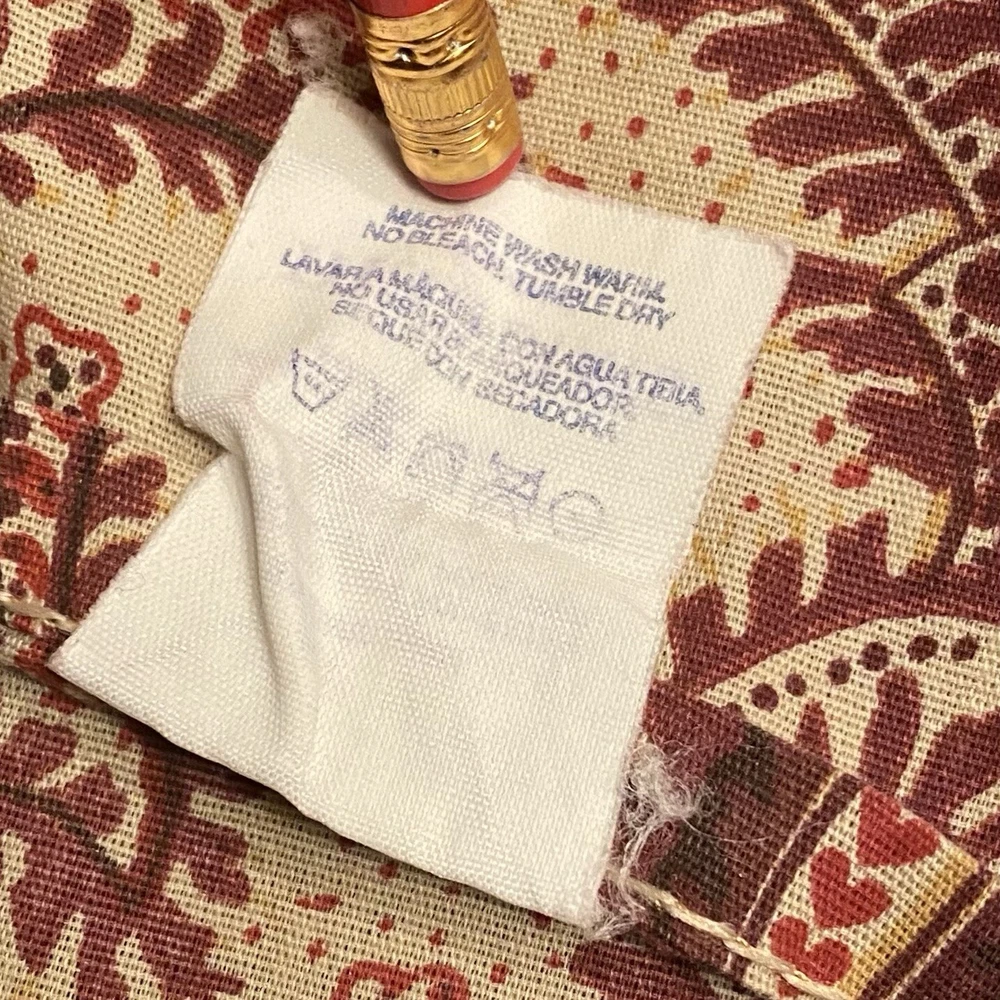 MACHINE WASH WARM,
NO BLEACH, TUMBLE DRY
LAVAR A MAQUINA CON AGUA TIBIA,
NO USAR BLANQUEADOR
SEQUE CON SECADORA